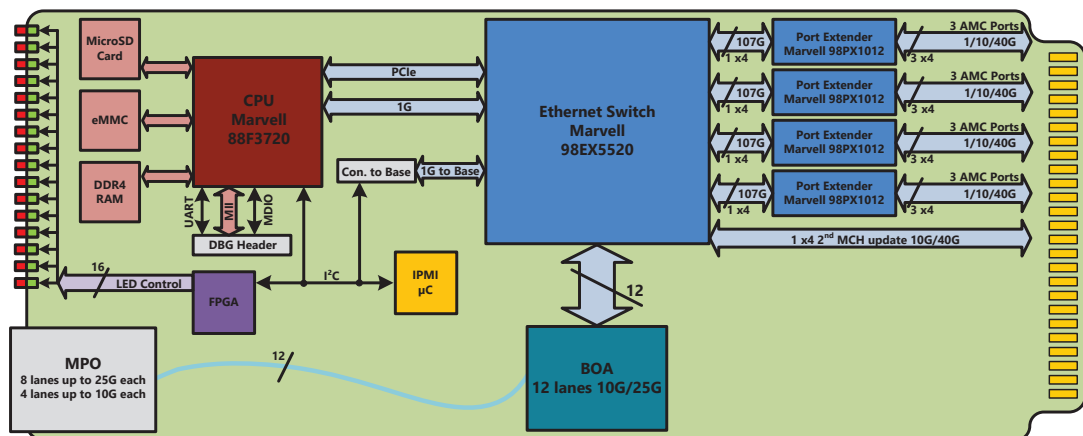 MicroSD
Card
eMMC
DDR4
RAM
CPU
Marvell
88F3720
PCIe
1G
UART
MII
MDIO
DBG Header
Con. to Base
1G to Base
Ethernet Switch
Marvell
98EX5520
107G
1 x4
Port Extender
Marvell 98PX1012
3 AMC Ports
1/10/40G
3 x4
107G
1 x4
Port Extender
Marvell 98PX1012
3 AMC Ports
1/10/40G
3 x4
107G
1 x4
Port Extender
Marvell 98PX1012
3 AMC Ports
1/10/40G
3 x4
107G
1 x4
Port Extender
Marvell 98PX1012
3 AMC Ports
1/10/40G
3 x4
1 x4 2nd MCH update 10G/40G
16
LED Control
FPGA
I²C
IPMI
µC
12
MPO
8 lanes up to 25G each
4 lanes up to 10G each
12
BOA
12 lanes 10G/25G